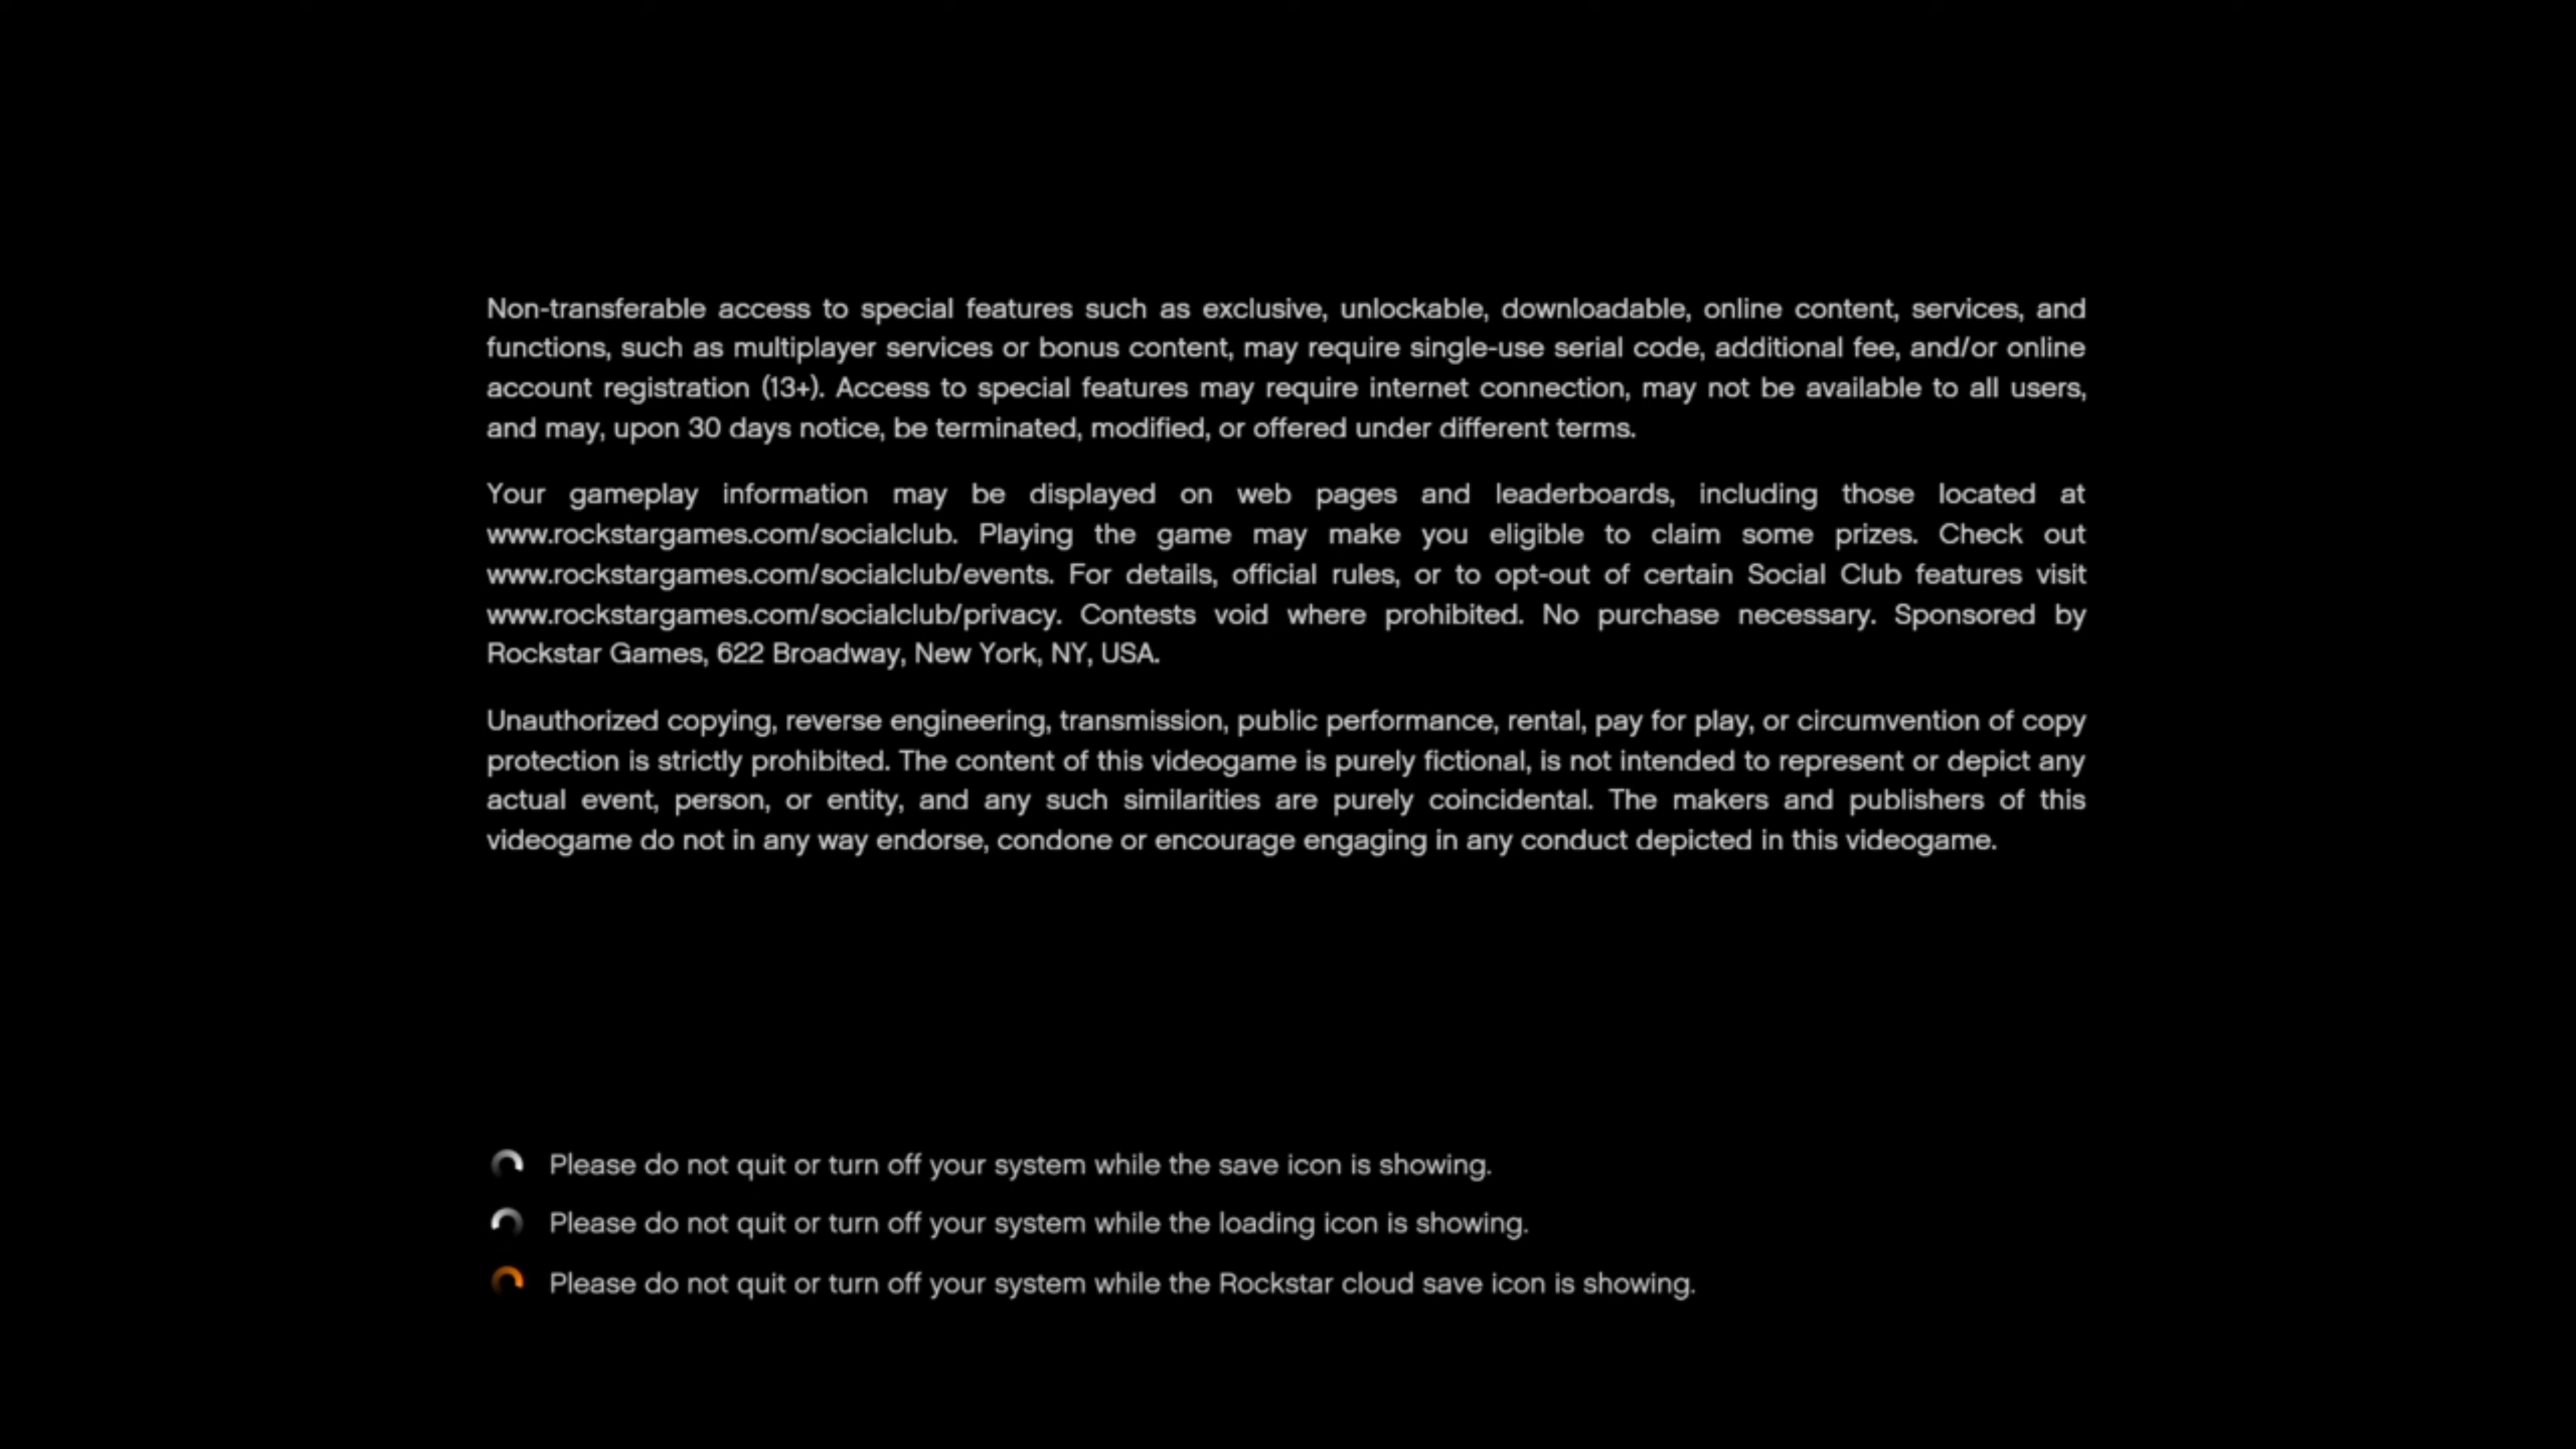 Non-transferable access to special features such as exclusive, unlockable, downloadable, online content, services, and
functions, such as multiplayer services or bonus content, may require single-use serial code, additional fee, and/or online
account registration (13+). Access to special features may require internet connection, may not be available to all users,
and may, upon 30 days notice, be terminated, modified, or offered under different terms.
Your gameplay information may be displayed on web pages and leaderboards, including those located at
www.rockstargames.com/socialclub. Playing the game may make you eligible to claim some prizes. Check out
www.rockstargames.com/socialclub/events. For details, official rules, or to opt-out of certain Social Club features visit
www.rockstargames.com/socialclub/privacy. Contests void where prohibited. No purchase necessary. Sponsored by
Rockstar Games, 622 Broadway, New York, NY, USA.
Unauthorized copying, reverse engineering, transmission, public performance, rental, pay for play, or circumvention of copy
protection is strictly prohibited. The content of this videogame is purely fictional, is not intended to represent or depict any
actual event, person, or entity, and any such similarities are purely coincidental. The makers and publishers of this
videogame do not in any way endorse, condone or encourage engaging in any conduct depicted in this videogame.
Please do not quit or turn off your system while the save icon is showing.
Please do not quit or turn off your system while the loading icon is showing.
Please do not quit or turn off your system while the Rockstar cloud save icon is showing.